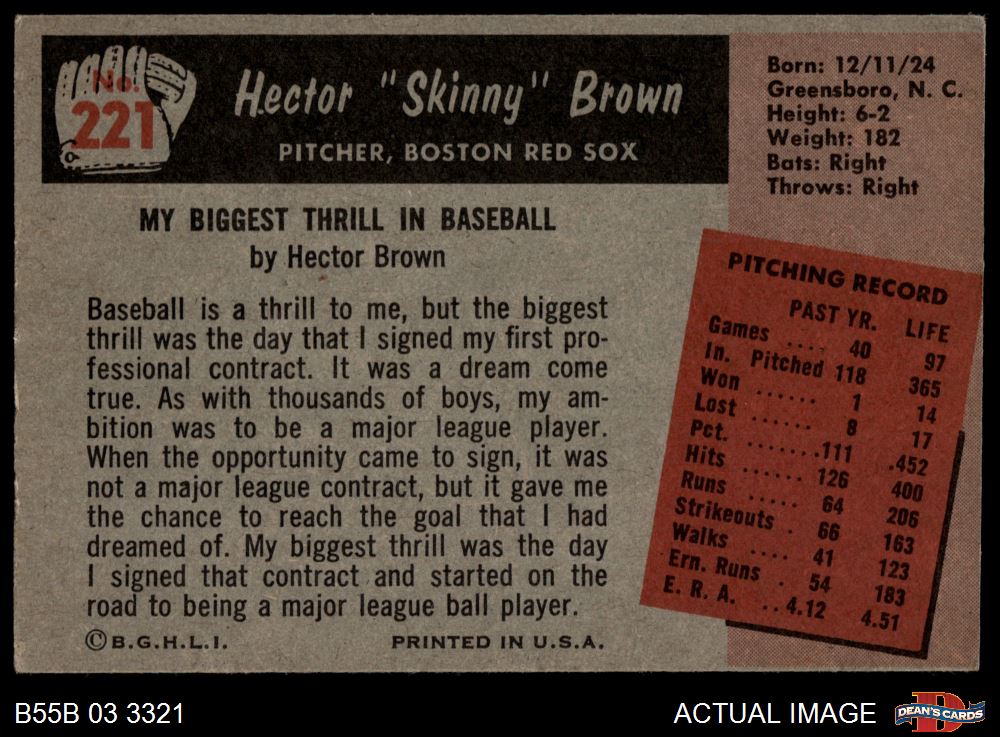 No.
221
Hector "Skinny" Brown
PITCHER, BOSTON RED SOX
Born: 12/11/24
Greensboro, N. C.
Height: 6-2
Weight: 182
Bats: Right
Throws: Right
MY BIGGEST THRILL IN BASEBALL
by Hector Brown
Baseball is a thrill to me, but the biggest
thrill was the day that I signed my first pro-
fessional contract. It was a dream come
true. As with thousands of boys, my am-
bition was to be a major league player.
When the opportunity came to sign, it was
not a major league contract, but it gave me
the chance to reach the goal that I had
dreamed of. My biggest thrill was the day
I signed that contract and started on the
road to being a major league ball player.
©B.G.H.L.I. PRINTED IN U.S.A.
PITCHING RECORD
PAST YR. LIFE
Games .... 40 97
In. Pitched 118 365
Won ...... 1 14
Lost ...... 8 17
Pct. .......111 .452
Hits ...... 126 400
Runs ..... 64 206
Strikeouts . 66 163
Walks .... 41 123
Ern. Runs . 54 183
E. R. A. ..4.12 4.51
B55B 03 3321
ACTUAL IMAGE
DEAN'S CARDS